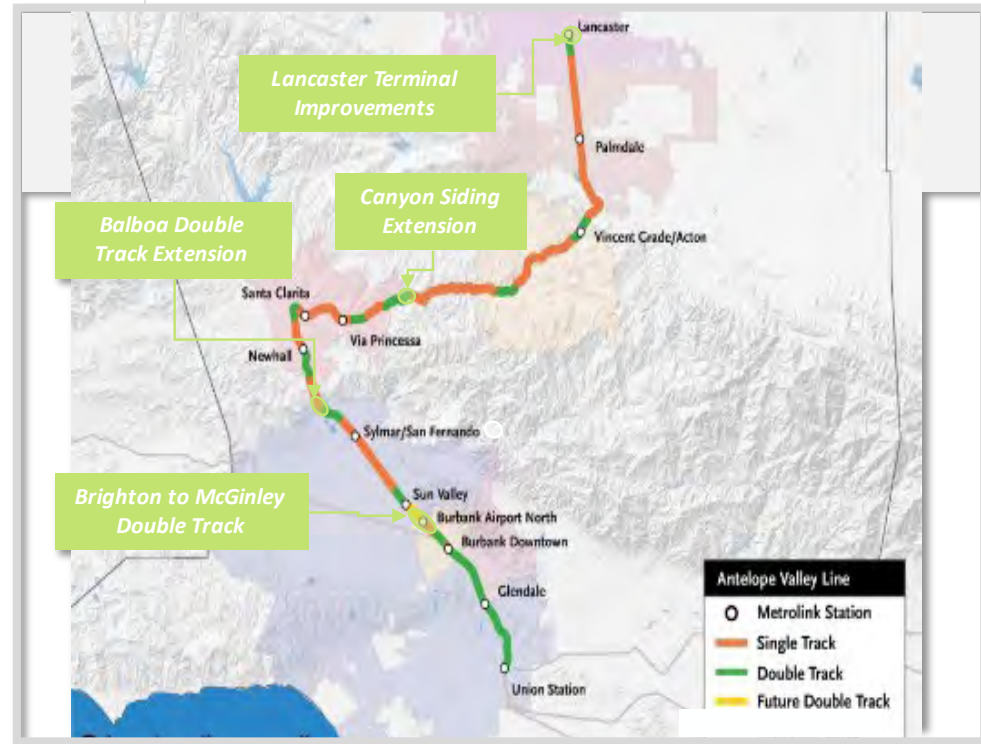 Lancaster
Lancaster Terminal
Improvements
Palmdale
Canyon Siding
Extension
Balboa Double
Track Extension
Vincent Grade/Acton
Santa Clarita
Via Princessa
Newhall
Sylmar/San Fernando
Brighton to McGinley
Double Track
Sun Valley
Burbank Airport North
Burbank Downtown
Glendale
Union Station
Antelope Valley Line
Metrolink Station
Single Track
Double Track
Future Double Track